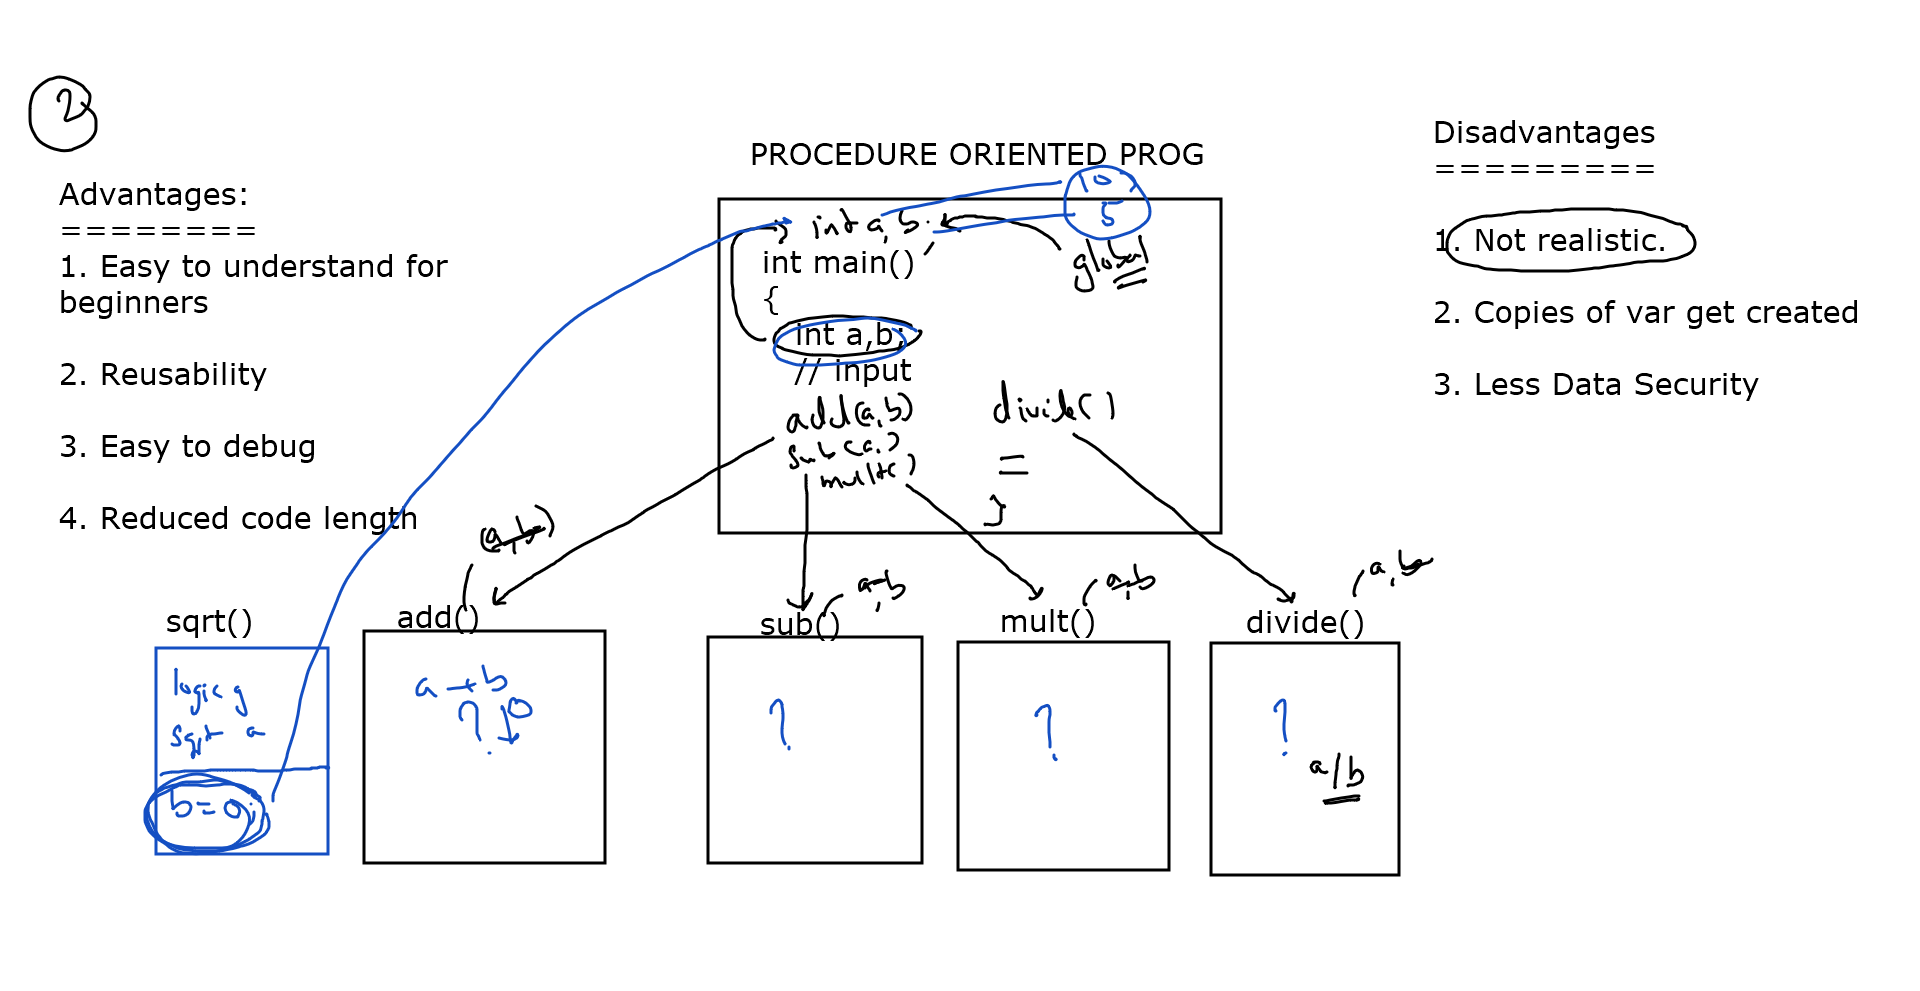 2
Advantages:
========
1. Easy to understand for
beginners
2. Reusability
3. Easy to debug
4. Reduced code length
PROCEDURE ORIENTED PROG
10
5
int a, b
global
int main()
{
int a,b;
// input
add(a,b)
sub(a,)
mult()
divide()
=
}
Disadvantages
=========
1. Not realistic.
2. Copies of var get created
3. Less Data Security
sqrt()
logic g
sqrt a
b=0;
(a,b)
add()
a+b
? 0
a,b
sub()
?
a,b
mult()
?
a,b
divide()
?
a/b